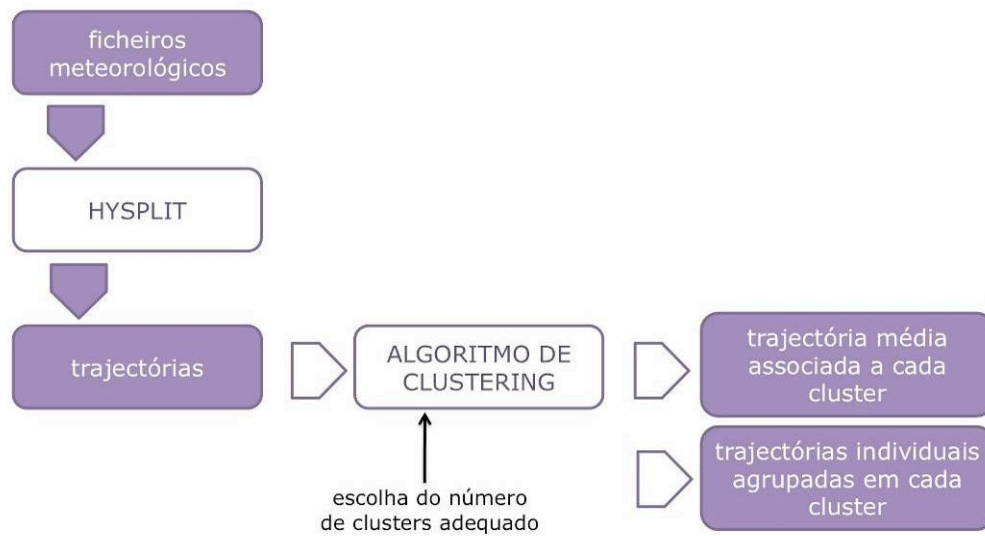 ficheiros
meteorológicos
HYSPLIT
trajectórias
ALGORITMO DE
CLUSTERING
escolha do número
de clusters adequado
trajectória média
associada a cada
cluster
trajectórias individuais
agrupadas em cada
cluster